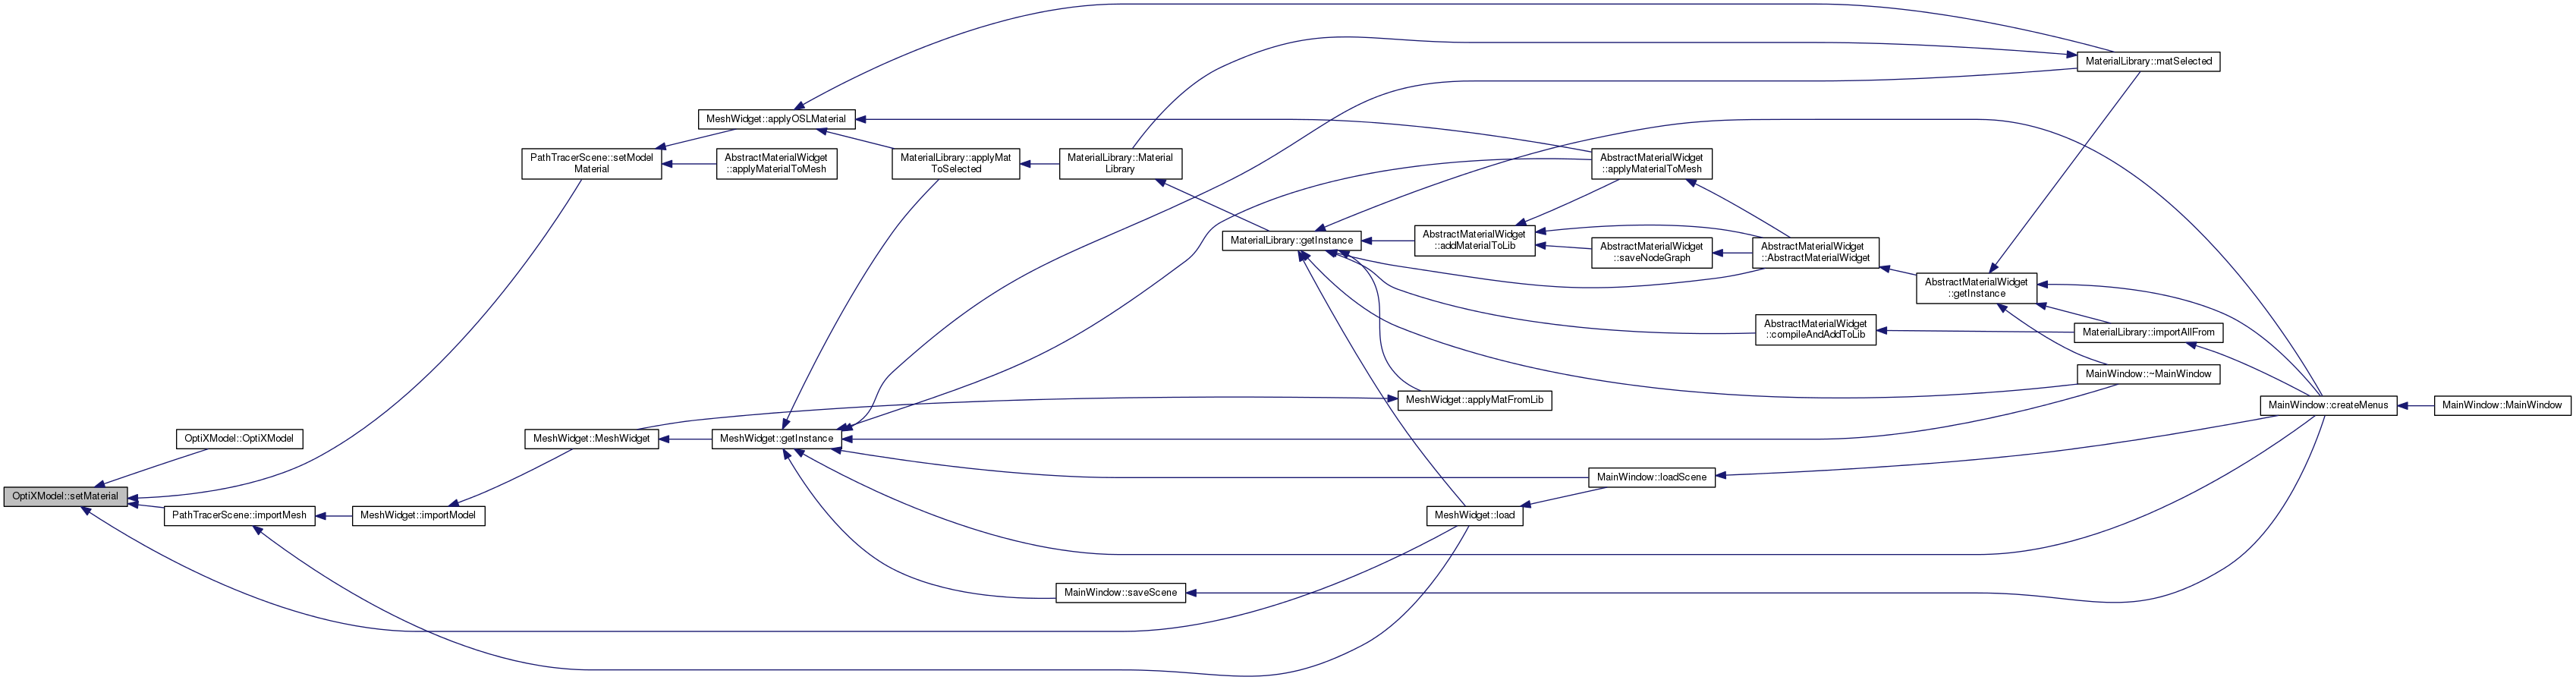 MaterialLibrary::matSelected
MeshWidget::applyOSLMaterial
PathTracerScene::setModel
Material
AbstractMaterialWidget
::applyMaterialToMesh
MaterialLibrary::applyMat
ToSelected
MaterialLibrary::Material
Library
AbstractMaterialWidget
::applyMaterialToMesh
MaterialLibrary::getInstance
AbstractMaterialWidget
::addMaterialToLib
AbstractMaterialWidget
::saveNodeGraph
AbstractMaterialWidget
::AbstractMaterialWidget
AbstractMaterialWidget
::getInstance
AbstractMaterialWidget
::compileAndAddToLib
MaterialLibrary::importAllFrom
MainWindow::~MainWindow
MeshWidget::applyMatFromLib
MainWindow::createMenus
MainWindow::MainWindow
OptiXModel::OptiXModel
MeshWidget::MeshWidget
MeshWidget::getInstance
MainWindow::loadScene
OptiXModel::setMaterial
PathTracerScene::importMesh
MeshWidget::importModel
MeshWidget::load
MainWindow::saveScene